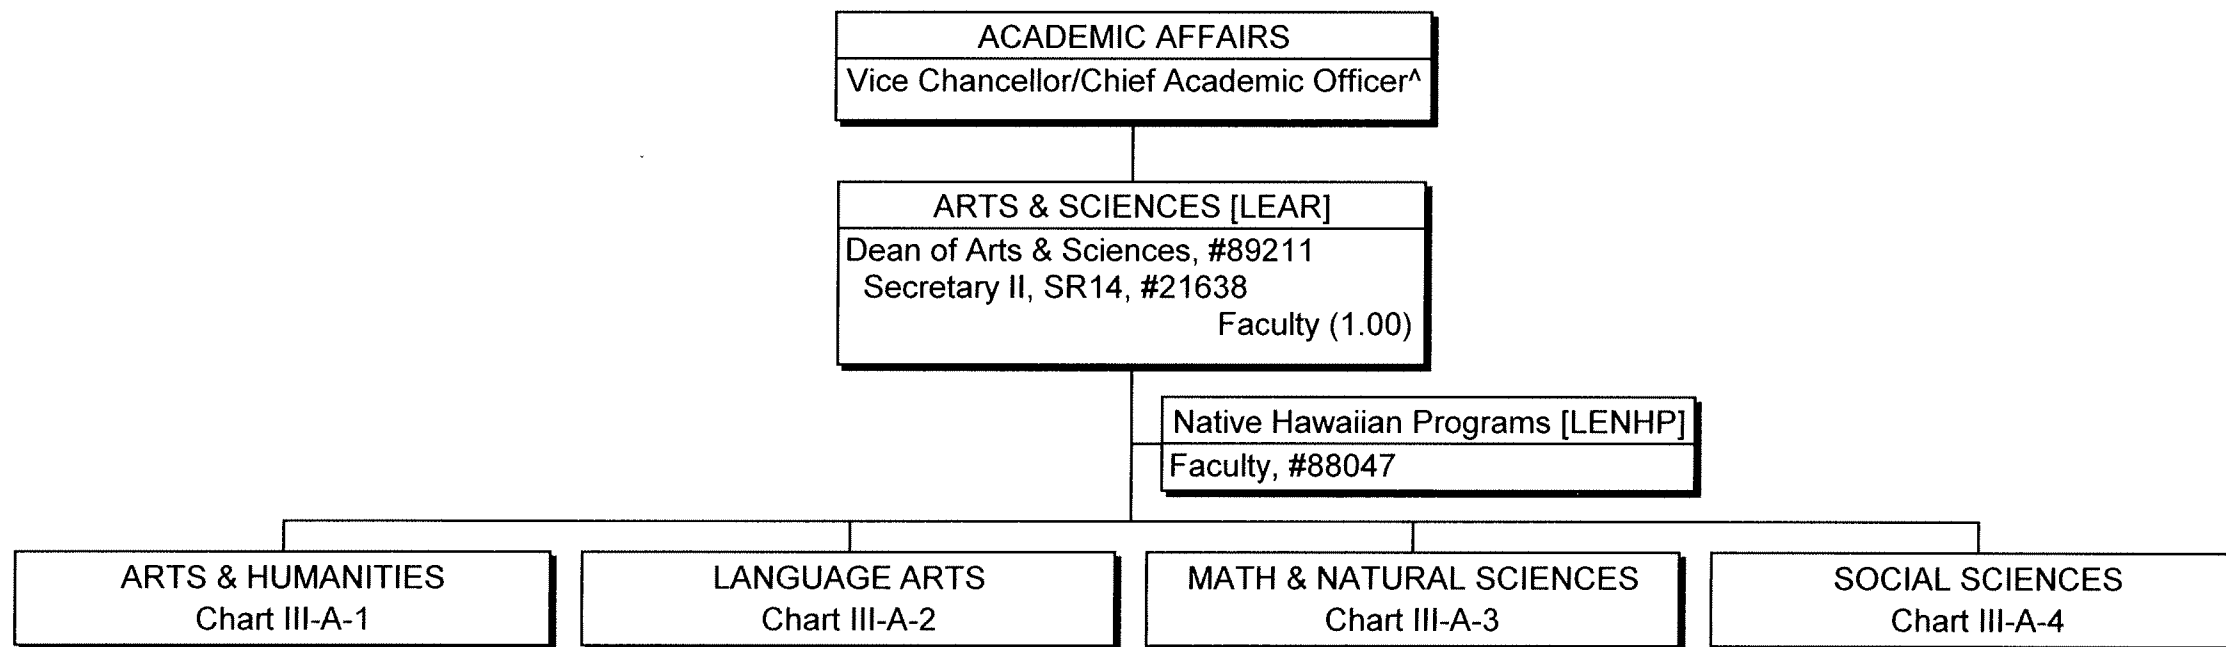 ACADEMIC AFFAIRS
Vice Chancellor/Chief Academic Officer^
ARTS & SCIENCES [LEAR]
Dean of Arts & Sciences, #89211
Secretary II, SR14, #21638
Faculty (1.00)
Native Hawaiian Programs [LENHP]
Faculty, #88047
ARTS & HUMANITIES
Chart III-A-1
LANGUAGE ARTS
Chart III-A-2
MATH & NATURAL SCIENCES
Chart III-A-3
SOCIAL SCIENCES
Chart III-A-4